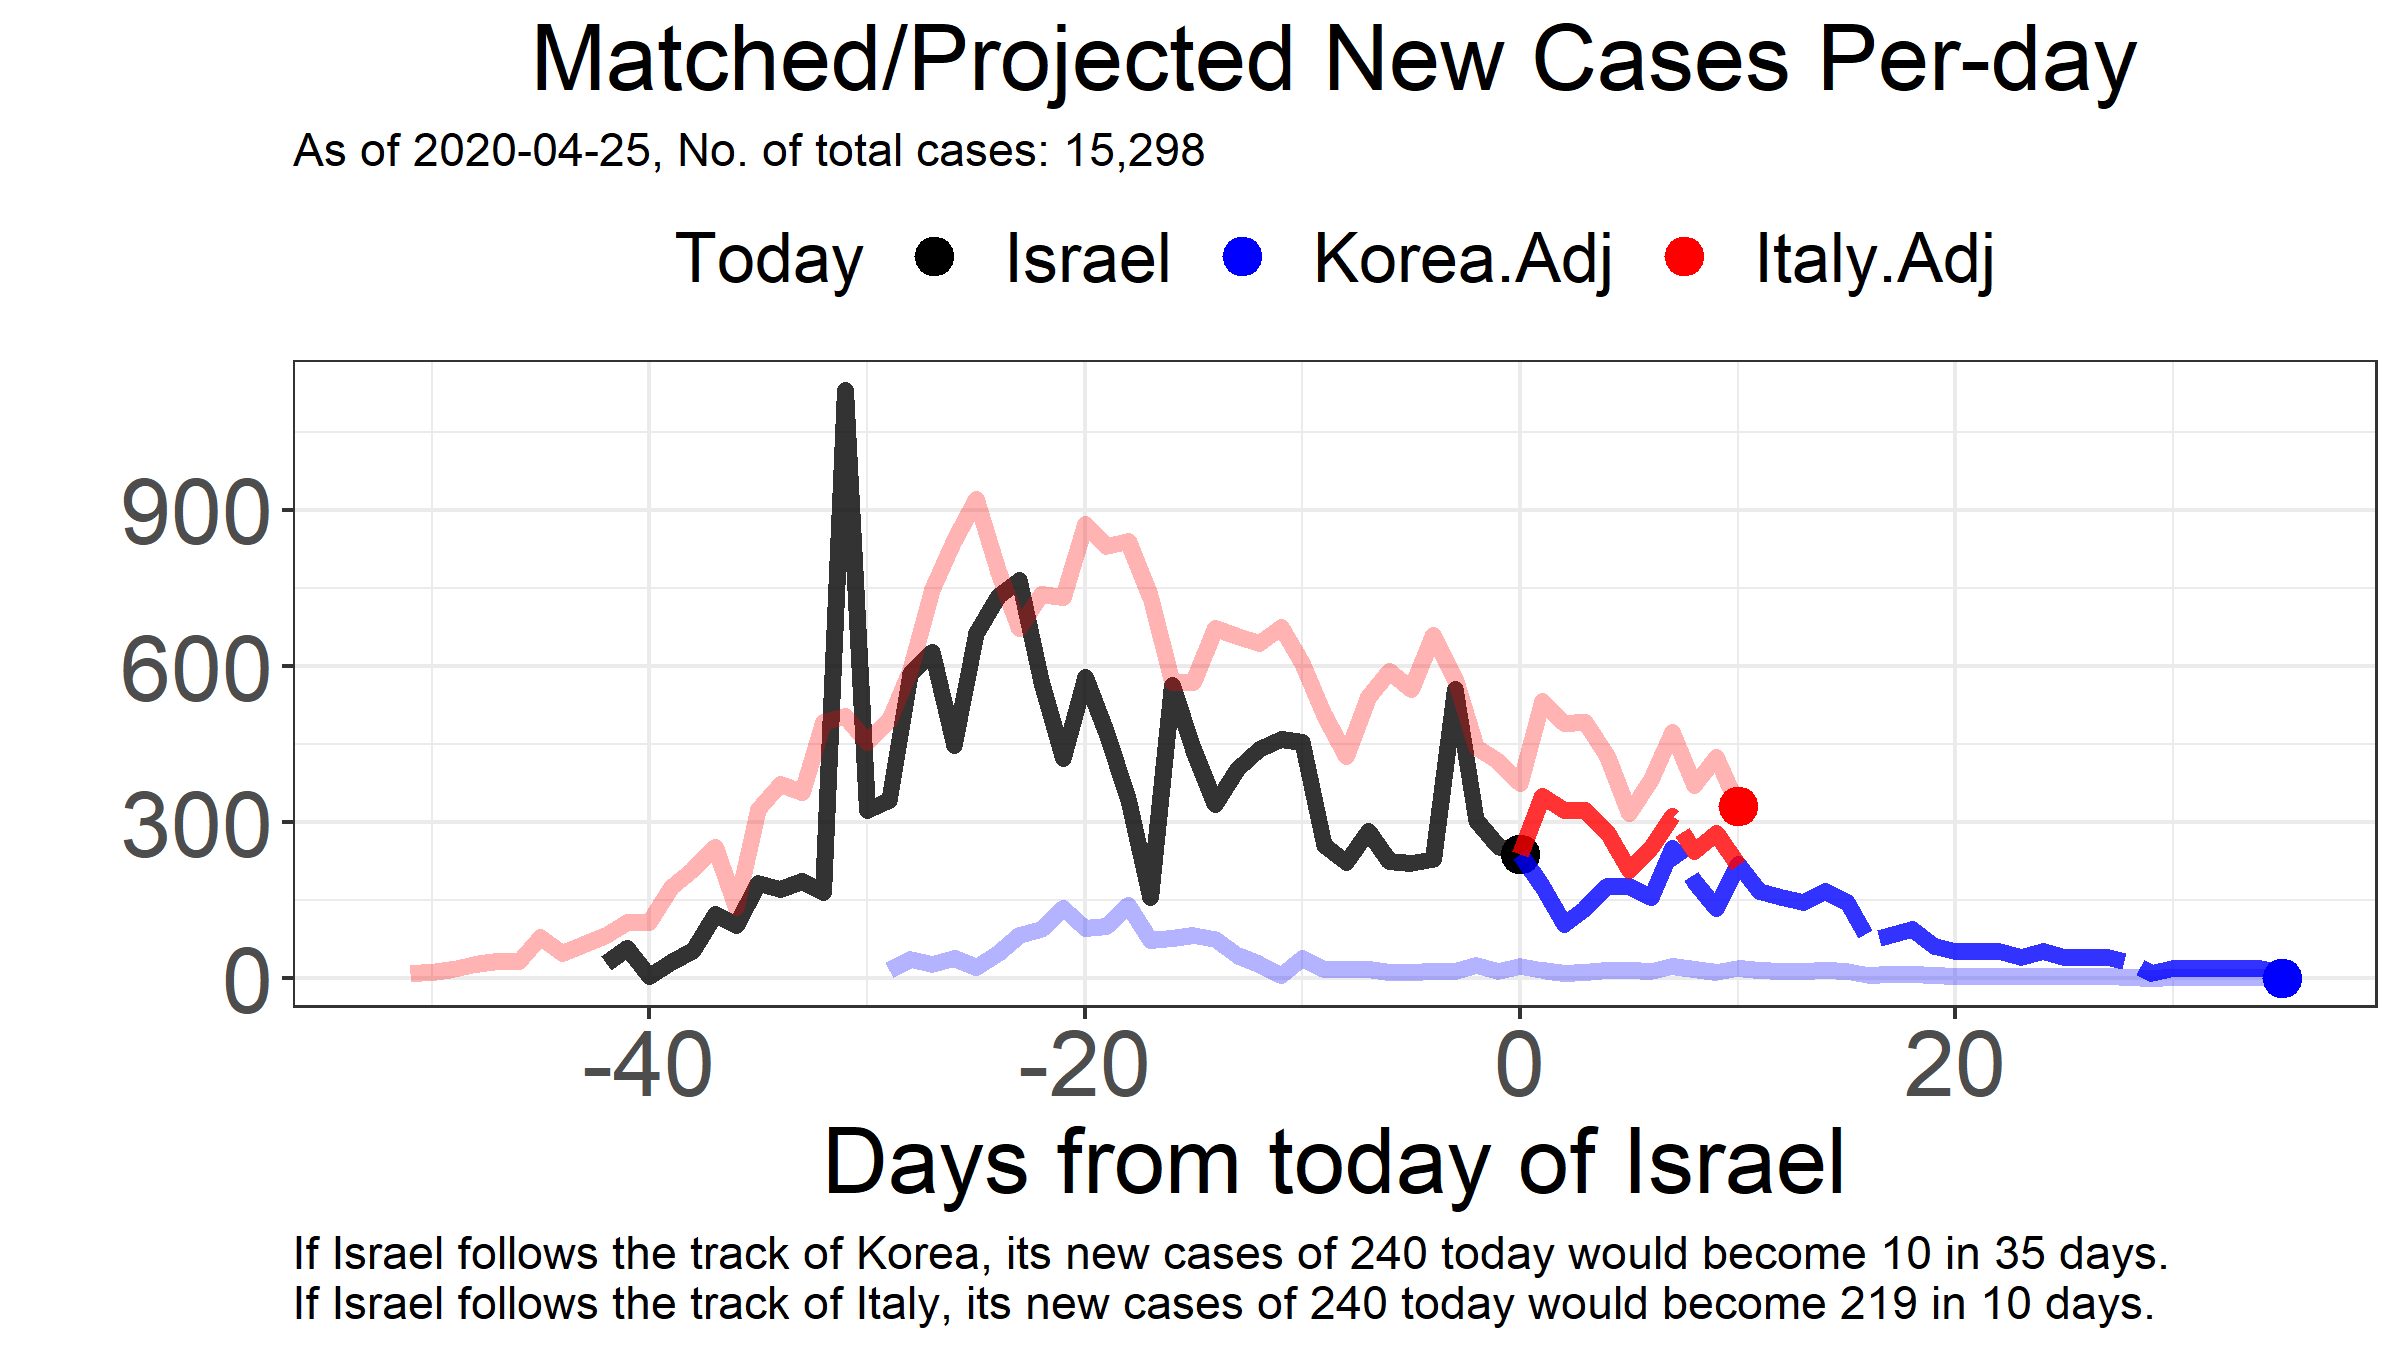 Matched/Projected New Cases Per-day
As of 2020-04-25, No. of total cases: 15,298
Today Israel Korea.Adj Italy.Adj
900
600
300
0
-40 -20 0 20
Days from today of Israel
If Israel follows the track of Korea, its new cases of 240 today would become 10 in 35 days.
If Israel follows the track of Italy, its new cases of 240 today would become 219 in 10 days.